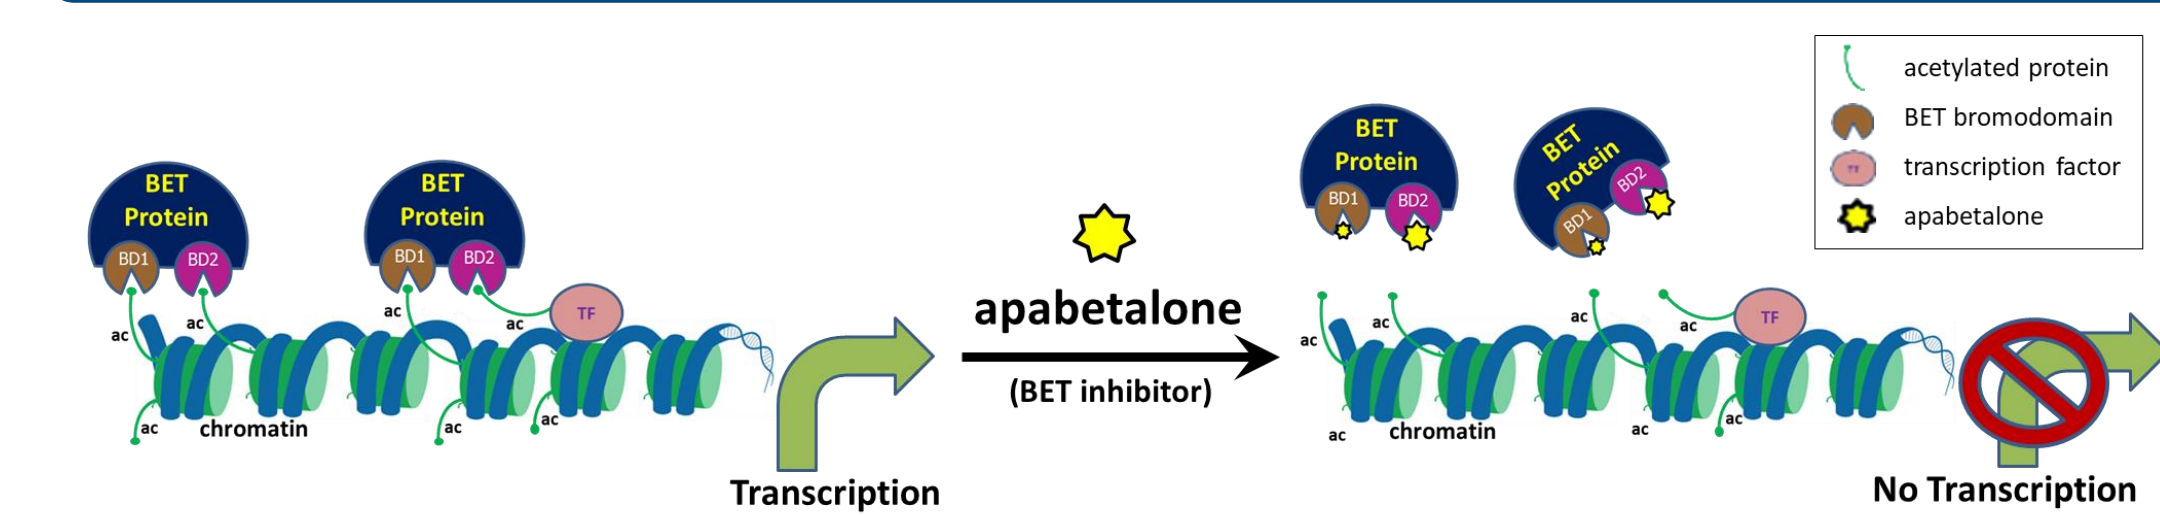 BET
Protein
BD1
BD2
ac
ac
ac
chromatin
BET
Protein
BD1
BD2
ac
ac
TF
ac
ac
Transcription
apabetalone
(BET inhibitor)
BET
Protein
BD1
BD2
BET
Protein
BD1
BD2
ac
ac
ac
ac
TF
ac
chromatin
ac
ac
No Transcription
acetylated protein
BET bromodomain
TF
transcription factor
apabetalone